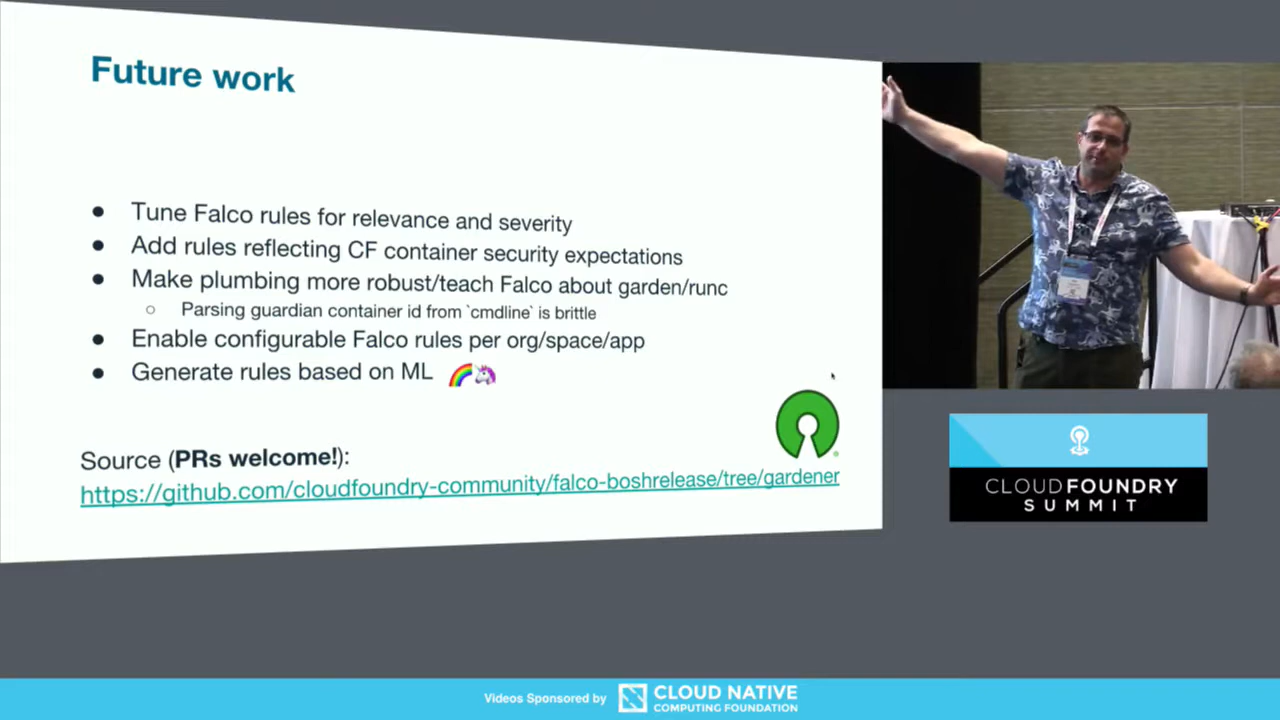 Future work
● Tune Falco rules for relevance and severity
● Add rules reflecting CF container security expectations
● Make plumbing more robust/teach Falco about garden/runc
○ Parsing guardian container id from `cmdline` is brittle
● Enable configurable Falco rules per org/space/app
● Generate rules based on ML 🌈🦄
Source (PRs welcome!):
https://github.com/cloudfoundry-community/falco-boshrelease/tree/gardener
CLOUD FOUNDRY
SUMMIT
Videos Sponsored by
CLOUD NATIVE
COMPUTING FOUNDATION